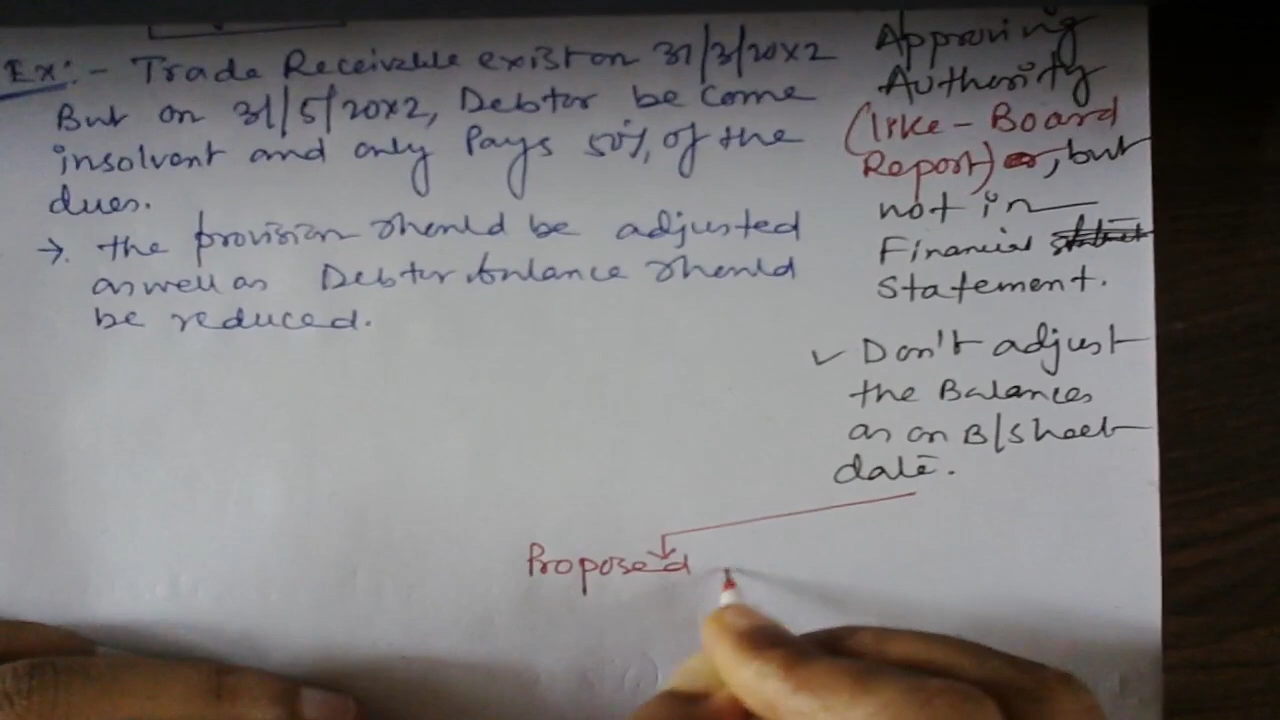 Ex:- Trade Receivable exist on 31/3/20x2
But on 31/5/20x2, Debtor become
insolvent and only Pays 50% of the
dues.
→. the provision should be adjusted
as well as Debtor balance should
be reduced.
Approving
Authority
(like - Board
Report), but
not in
Financial
Statement.
✓ Don't adjust
the Balances
as on B/Sheet
date.
Proposed